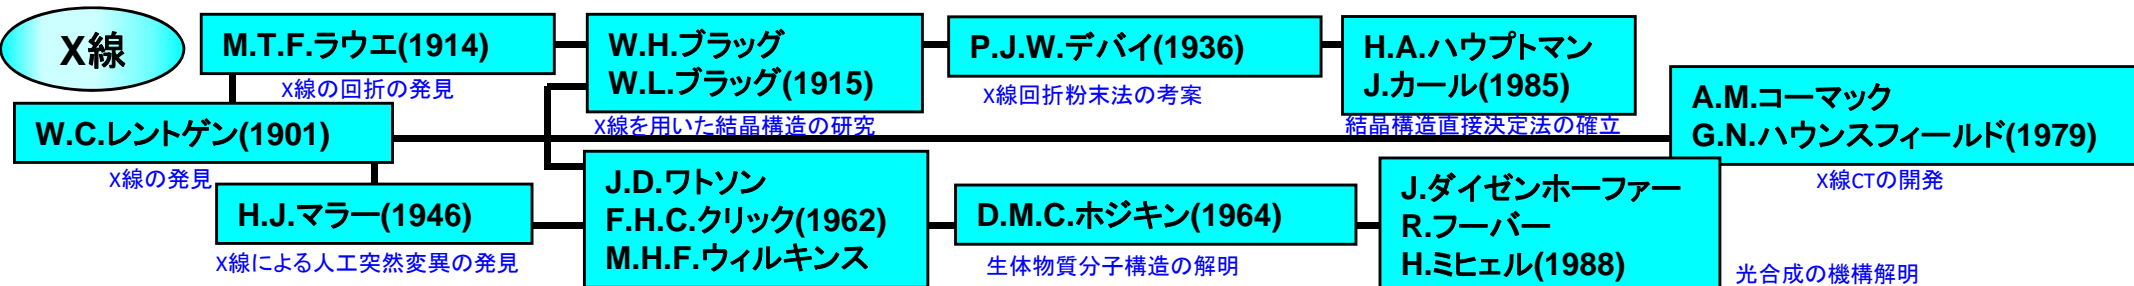 X線
M.T.F.ラウエ(1914)
X線の回折の発見
W.H.ブラッグ
W.L.ブラッグ(1915)
X線を用いた結晶構造の研究
P.J.W.デバイ(1936)
X線回折粉末法の考案
H.A.ハウプトマン
J.カール(1985)
結晶構造直接決定法の確立
A.M.コーマック
G.N.ハウンスフィールド(1979)
X線CTの開発
W.C.レントゲン(1901)
X線の発見
H.J.マラー(1946)
X線による人工突然変異の発見
J.D.ワトソン
F.H.C.クリック(1962)
M.H.F.ウィルキンス
D.M.C.ホジキン(1964)
生体物質分子構造の解明
J.ダイゼンホーファー
R.フーバー
H.ミヒェル(1988)
光合成の機構解明